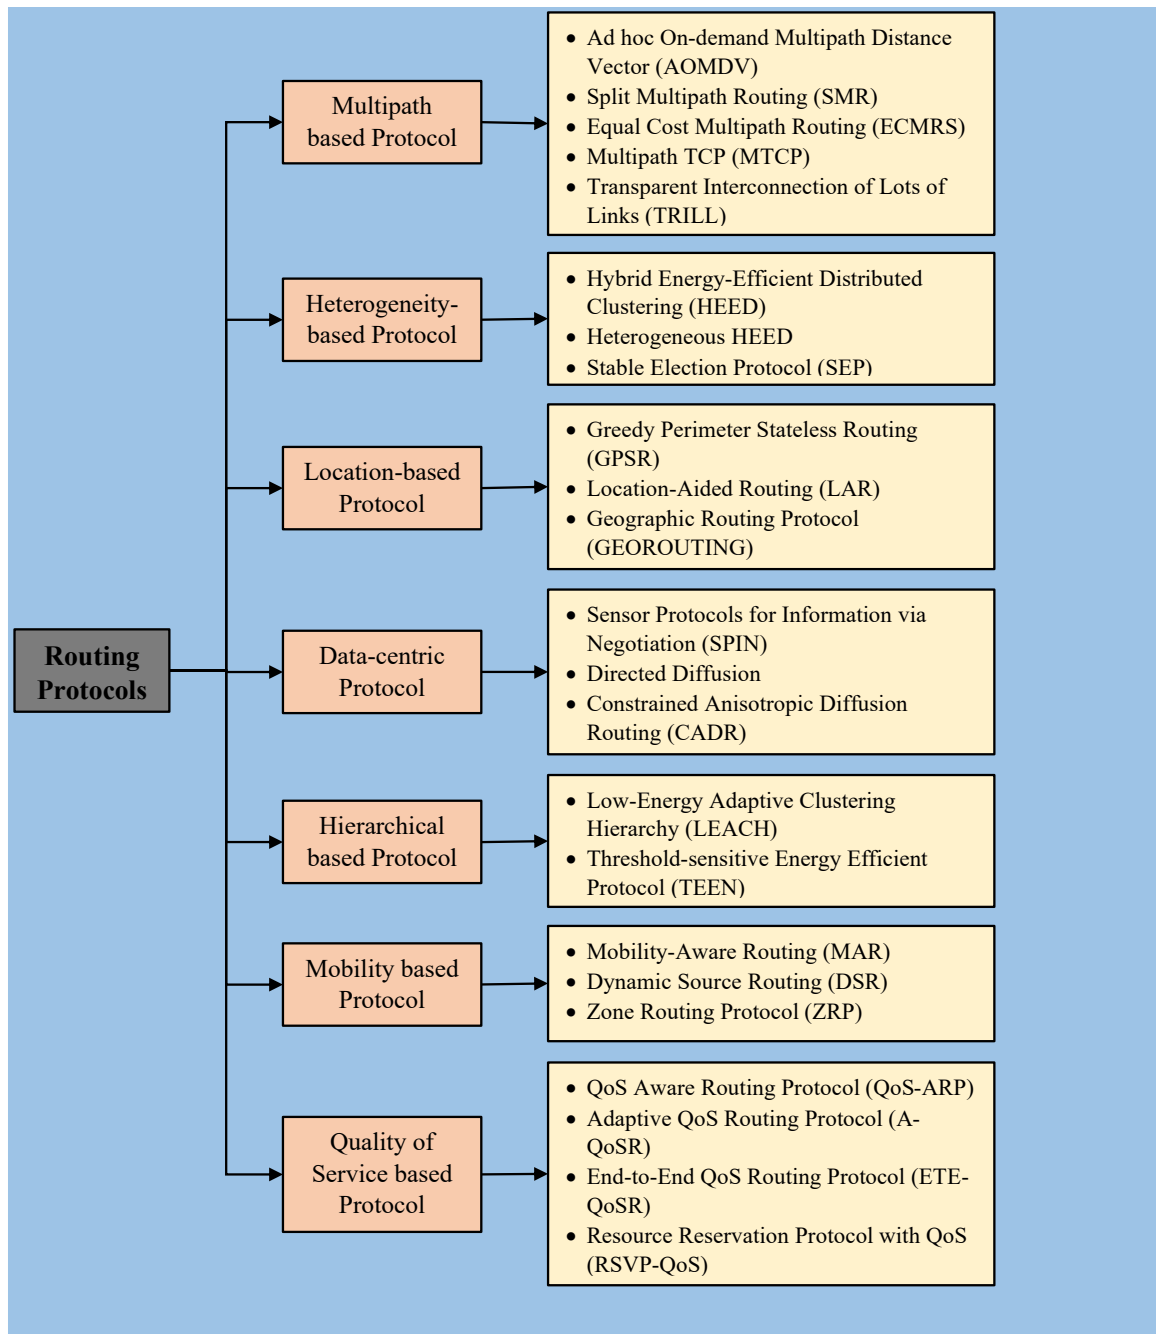 Routing
Protocols
Multipath
based Protocol
• Ad hoc On-demand Multipath Distance
Vector (AOMDV)
• Split Multipath Routing (SMR)
• Equal Cost Multipath Routing (ECMRS)
• Multipath TCP (MTCP)
• Transparent Interconnection of Lots of
Links (TRILL)
Heterogeneity-
based Protocol
• Hybrid Energy-Efficient Distributed
Clustering (HEED)
• Heterogeneous HEED
• Stable Election Protocol (SEP)
Location-based
Protocol
• Greedy Perimeter Stateless Routing
(GPSR)
• Location-Aided Routing (LAR)
• Geographic Routing Protocol
(GEOROUTING)
Data-centric
Protocol
• Sensor Protocols for Information via
Negotiation (SPIN)
• Directed Diffusion
• Constrained Anisotropic Diffusion
Routing (CADR)
Hierarchical
based Protocol
• Low-Energy Adaptive Clustering
Hierarchy (LEACH)
• Threshold-sensitive Energy Efficient
Protocol (TEEN)
Mobility based
Protocol
• Mobility-Aware Routing (MAR)
• Dynamic Source Routing (DSR)
• Zone Routing Protocol (ZRP)
Quality of
Service based
Protocol
• QoS Aware Routing Protocol (QoS-ARP)
• Adaptive QoS Routing Protocol (A-
QoSR)
• End-to-End QoS Routing Protocol (ETE-
QoSR)
• Resource Reservation Protocol with QoS
(RSVP-QoS)